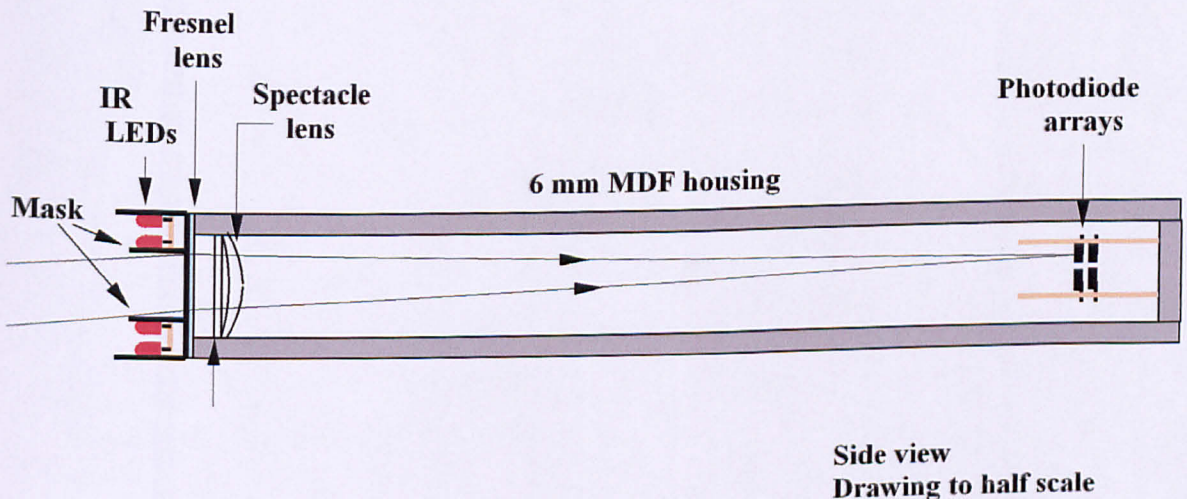 Fresnel
lens
IR
LEDs
Spectacle
lens
Photodiode
arrays
6 mm MDF housing
Mask
Side view
Drawing to half scale